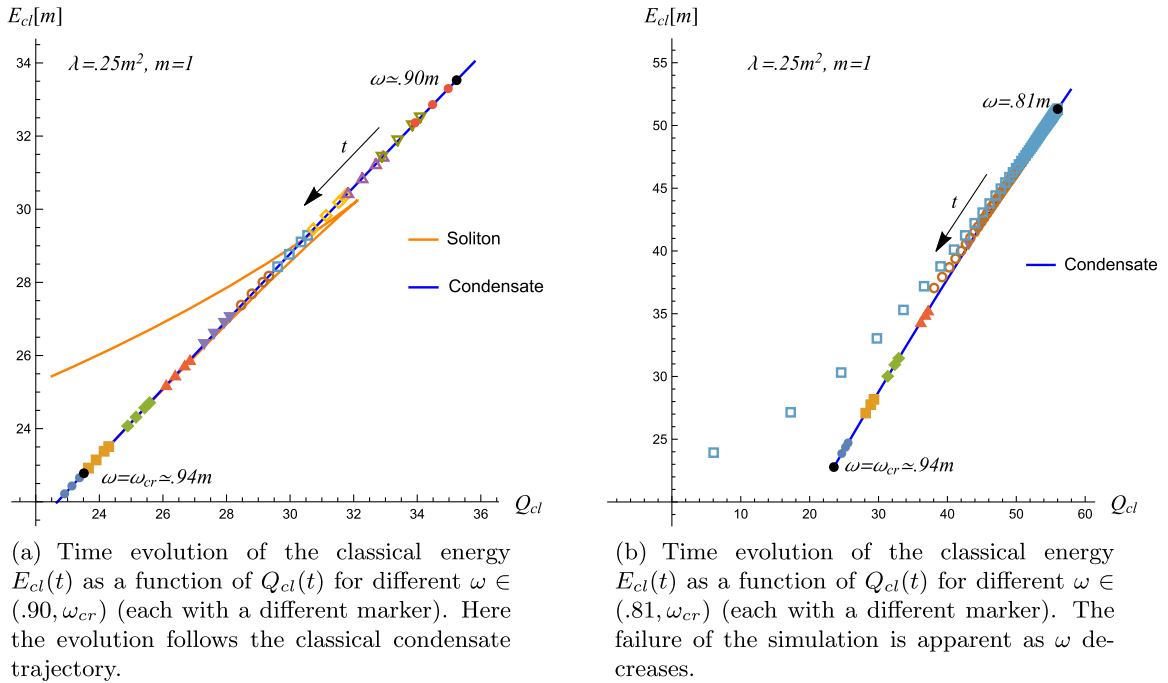 E_cl[m]
λ=.25m², m=1
ω≃.90m
t
Soliton
Condensate
ω=ω_cr≃.94m
Q_cl
34
32
30
28
26
24
24 26 28 30 32 34 36
(a) Time evolution of the classical energy
E_cl(t) as a function of Q_cl(t) for different ω ∈
(.90, ω_cr) (each with a different marker). Here
the evolution follows the classical condensate
trajectory.
E_cl[m]
λ=.25m², m=1
ω=.81m
t
Condensate
ω=ω_cr≃.94m
Q_cl
55
50
45
40
35
30
25
10 20 30 40 50 60
(b) Time evolution of the classical energy
E_cl(t) as a function of Q_cl(t) for different ω ∈
(.81, ω_cr) (each with a different marker). The
failure of the simulation is apparent as ω de-
creases.